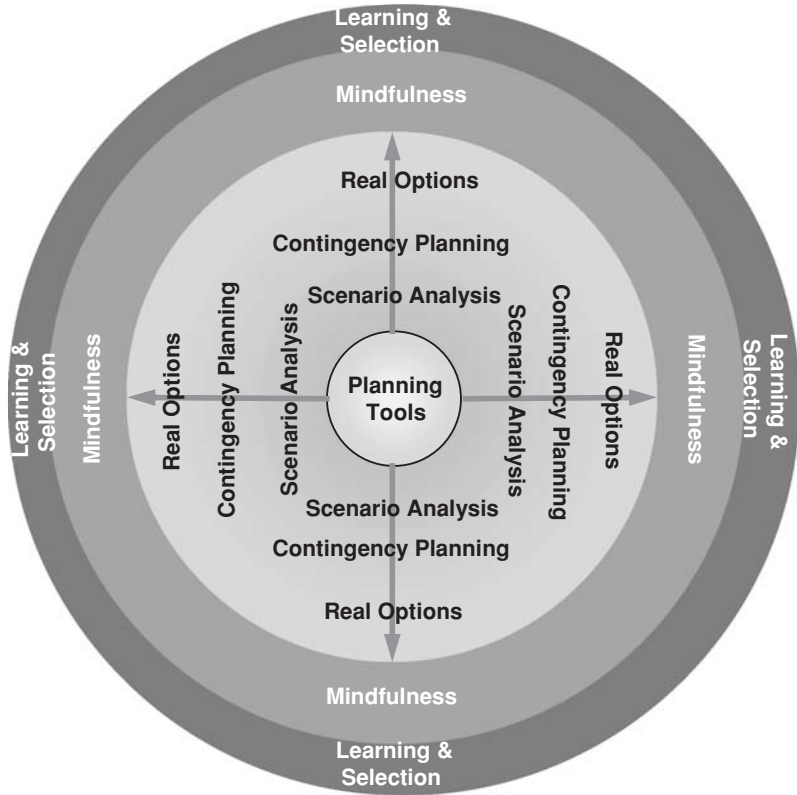 Learning &
Selection
Mindfulness
Real Options
Contingency Planning
Scenario Analysis
Learning &
Selection
Mindfulness
Real Options
Contingency Planning
Scenario Analysis
Planning
Tools
Scenario Analysis
Contingency Planning
Real Options
Mindfulness
Learning &
Selection
Scenario Analysis
Contingency Planning
Real Options
Mindfulness
Learning &
Selection